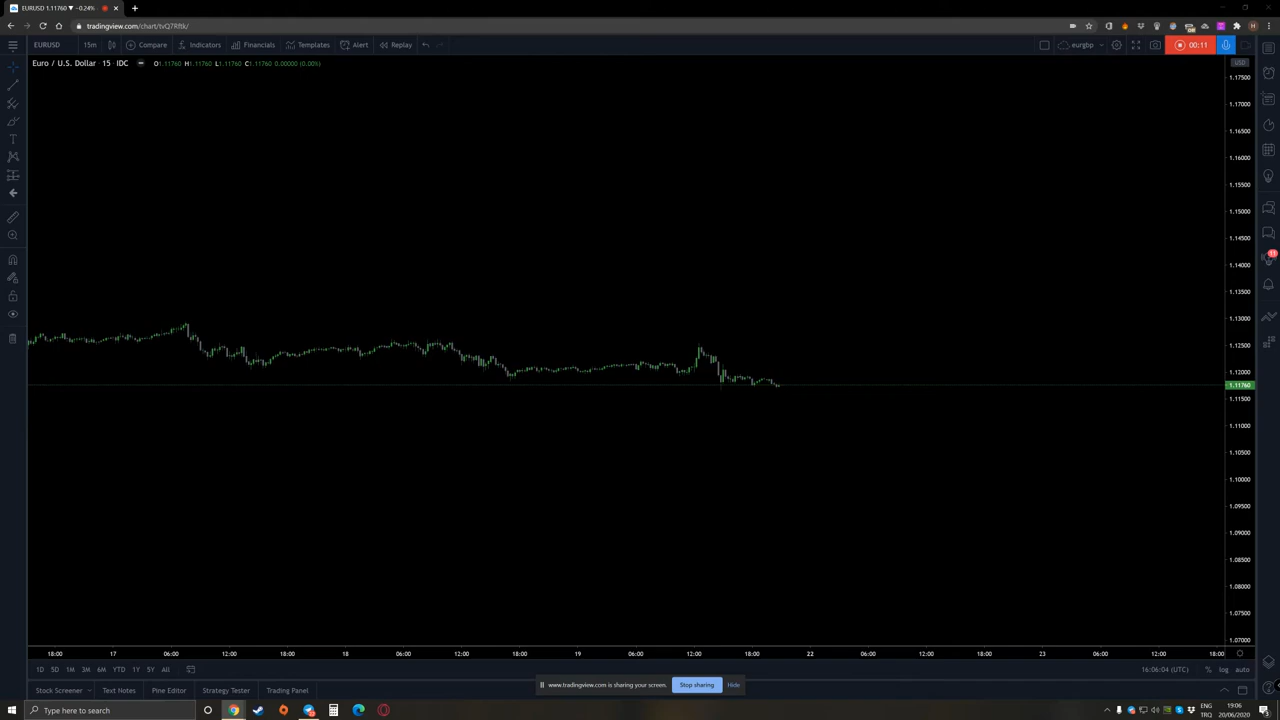 EURUSD 1.11760 ▼ −0.24%
tradingview.com/chart/tvQ7Rftk/
EURUSD 15m Compare Indicators Financials Templates Alert Replay eurgbp 00:11
Euro / U.S. Dollar · 15 · IDC O1.11760 H1.11760 L1.11760 C1.11760 0.00000 (0.00%)
USD
1.17500
1.17000
1.16500
1.16000
1.15500
1.15000
1.14500
1.14000
1.13500
1.13000
1.12500
1.12000
1.11760
1.11500
1.11000
1.10500
1.10000
1.09500
1.09000
1.08500
1.08000
1.07500
1.07000
18:00 17 06:00 12:00 18:00 18 06:00 12:00 18:00 19 06:00 12:00 18:00 22 06:00 12:00 18:00 23 06:00 12:00 18:00
1D 5D 1M 3M 6M YTD 1Y 5Y All 16:06:04 (UTC) % log auto
Stock Screener Text Notes Pine Editor Strategy Tester Trading Panel
www.tradingview.com is sharing your screen. Stop sharing Hide
Type here to search
ENG 19:06
TRQ 20/06/2020